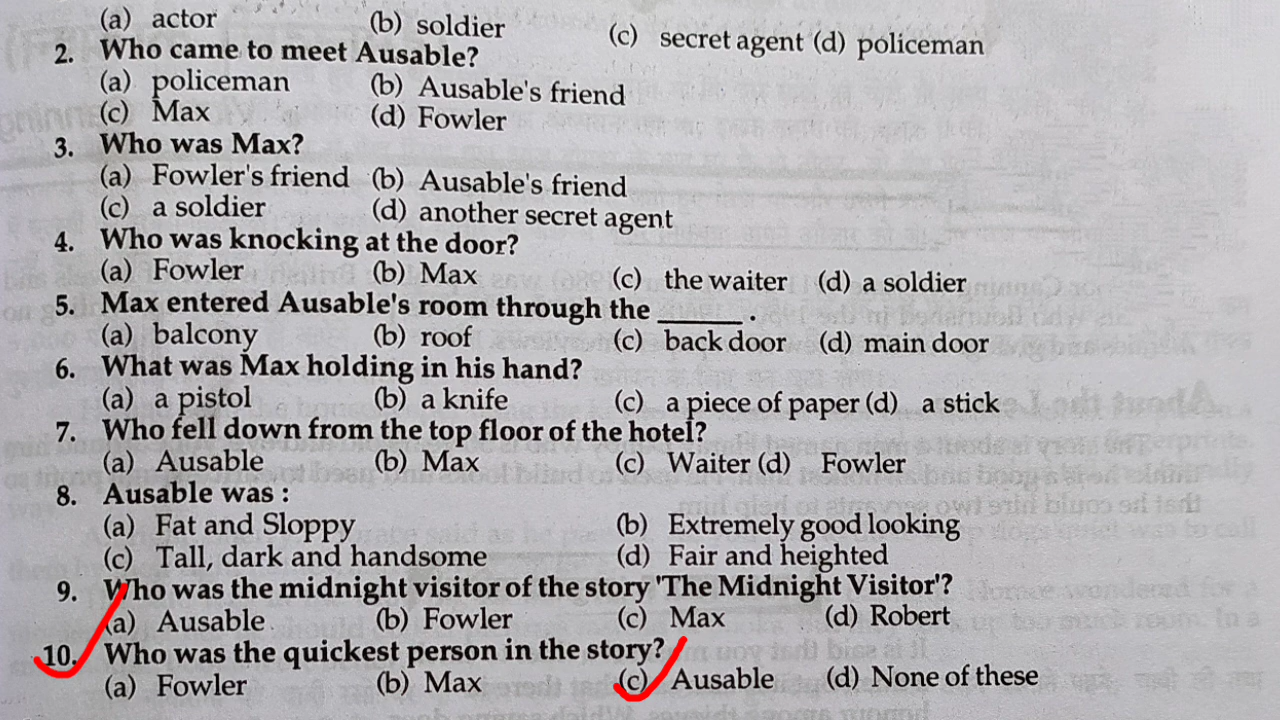 (a) actor (b) soldier (c) secret agent (d) policeman
2. Who came to meet Ausable?
(a) policeman (b) Ausable's friend
(c) Max (d) Fowler
3. Who was Max?
(a) Fowler's friend (b) Ausable's friend
(c) a soldier (d) another secret agent
4. Who was knocking at the door?
(a) Fowler (b) Max (c) the waiter (d) a soldier
5. Max entered Ausable's room through the ______ .
(a) balcony (b) roof (c) back door (d) main door
6. What was Max holding in his hand?
(a) a pistol (b) a knife (c) a piece of paper (d) a stick
7. Who fell down from the top floor of the hotel?
(a) Ausable (b) Max (c) Waiter (d) Fowler
8. Ausable was :
(a) Fat and Sloppy (b) Extremely good looking
(c) Tall, dark and handsome (d) Fair and heighted
9. Who was the midnight visitor of the story 'The Midnight Visitor'?
(a) Ausable (b) Fowler (c) Max (d) Robert
10. Who was the quickest person in the story?
(a) Fowler (b) Max (c) Ausable (d) None of these